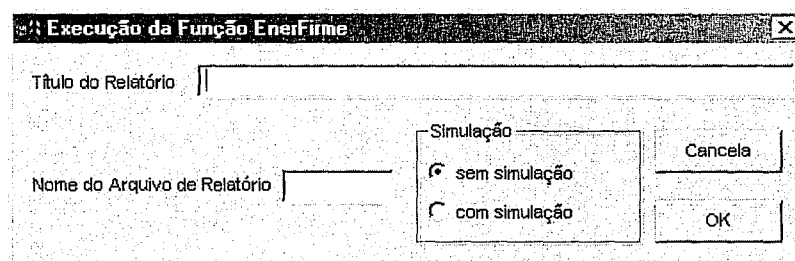 Execução da Função EnerFirme
Título do Relatório
Simulação
Cancela
sem simulação
Nome do Arquivo de Relatório
com simulação
OK